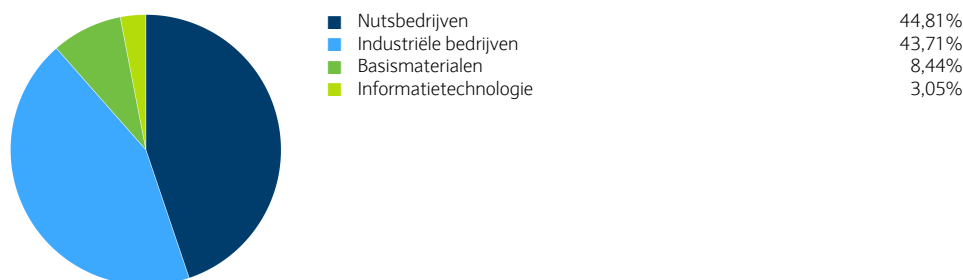 Nutsbedrijven 44,81%
Industriële bedrijven 43,71%
Basismaterialen 8,44%
Informatietechnologie 3,05%